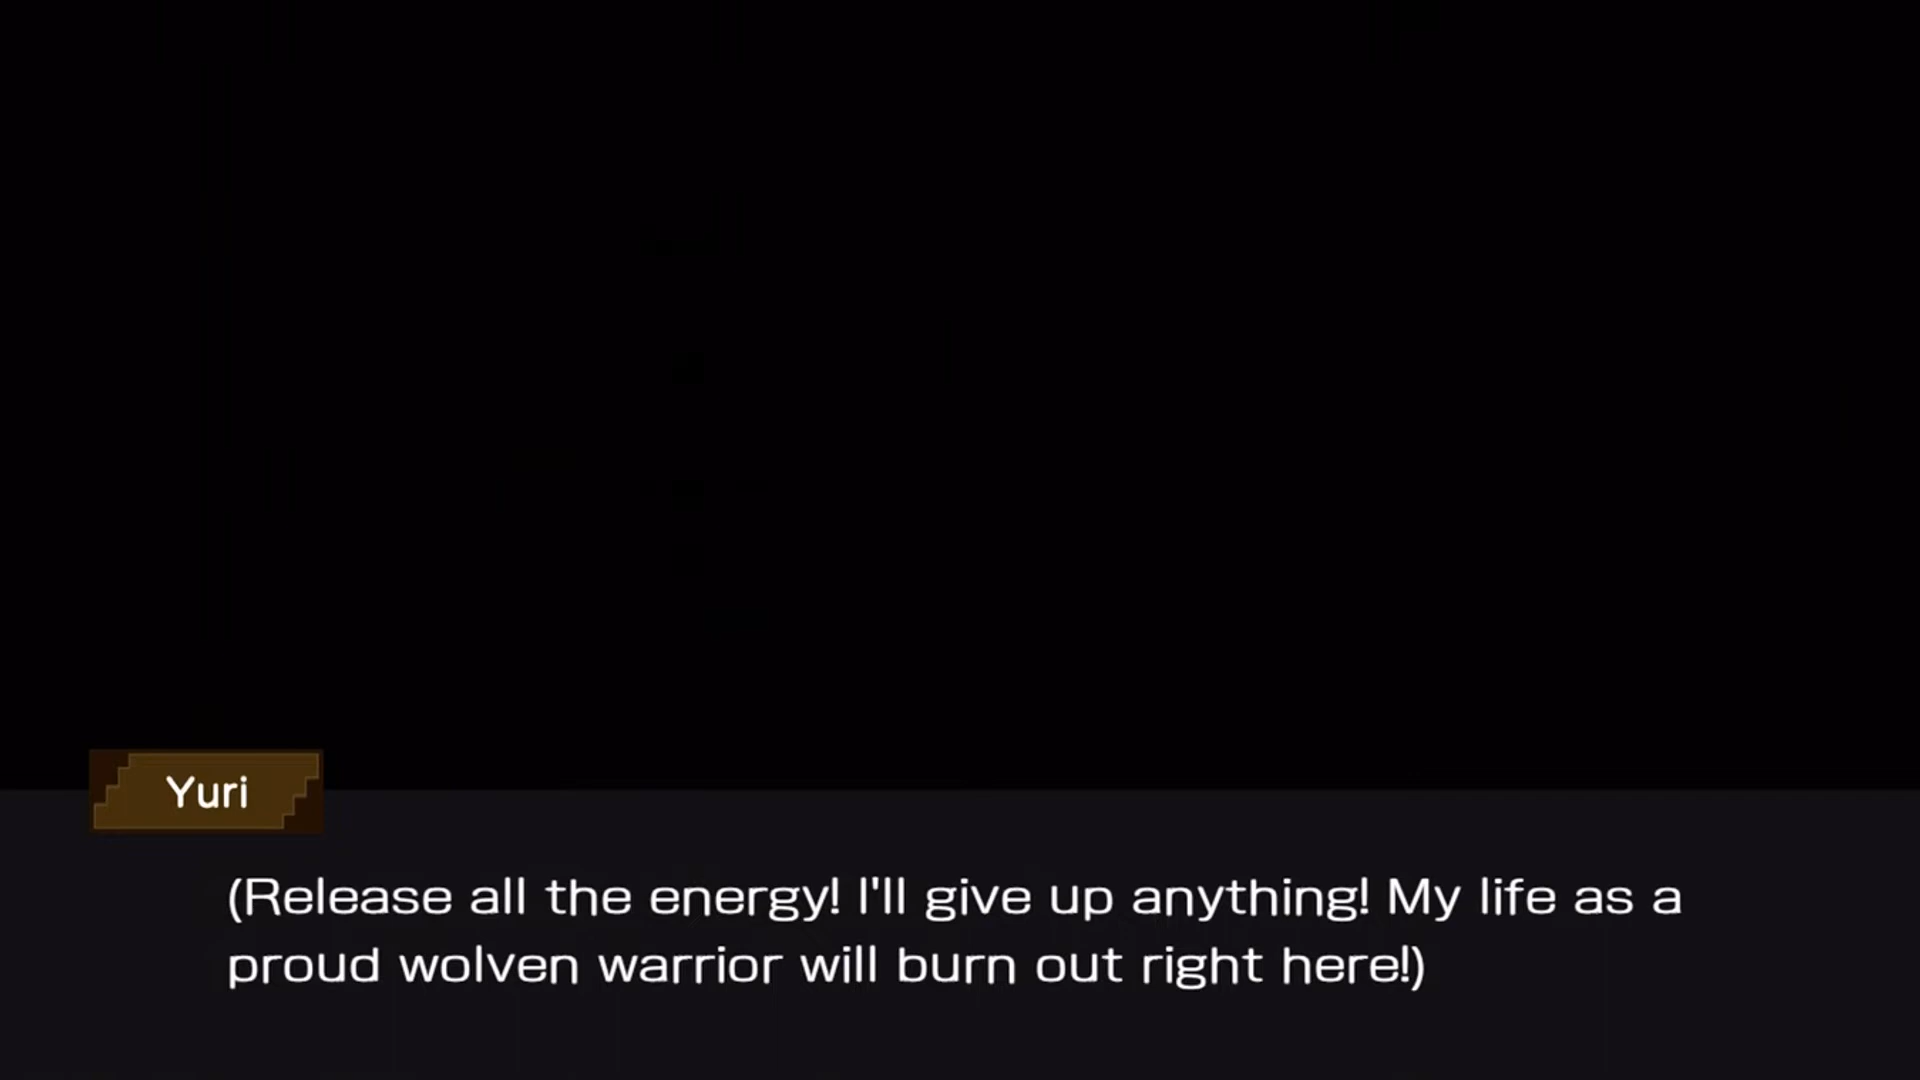 Yuri
(Release all the energy! I'll give up anything! My life as a
proud wolven warrior will burn out right here!)